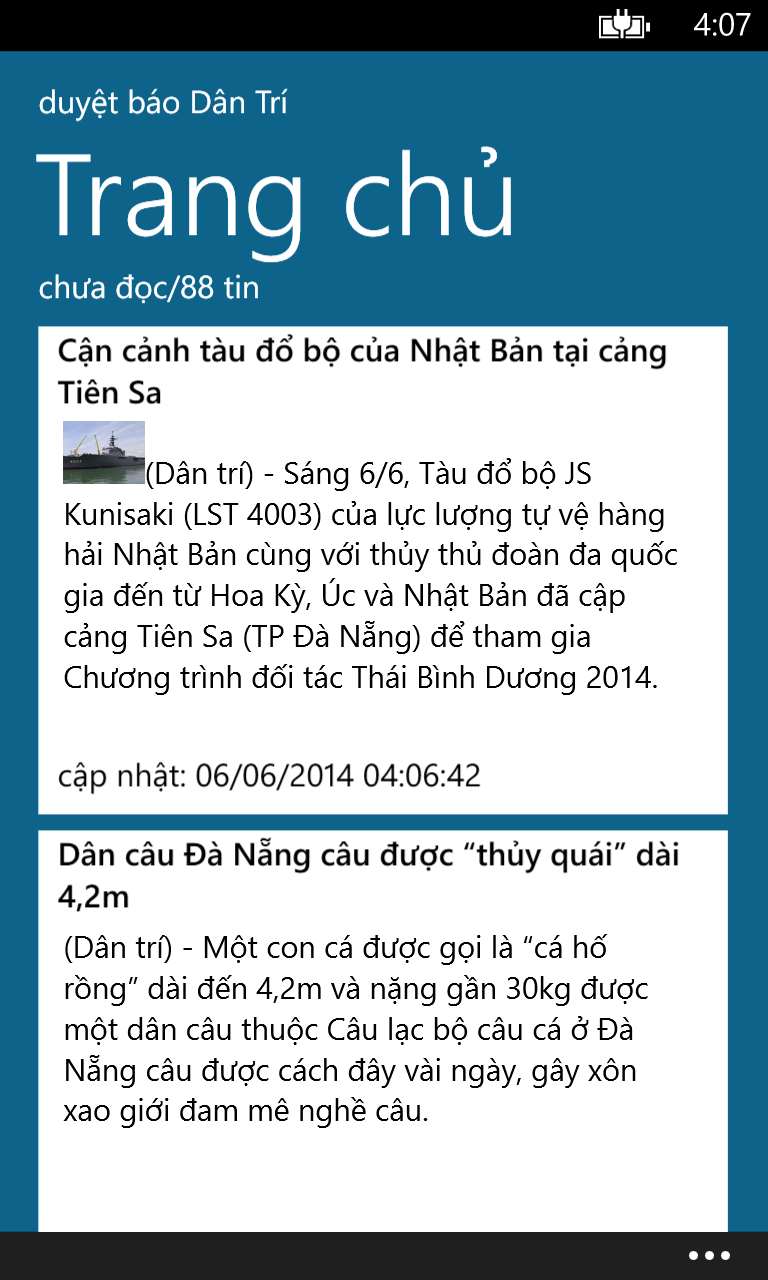 4:07
duyệt báo Dân Trí
Trang chủ
chưa đọc/88 tin
Cận cảnh tàu đổ bộ của Nhật Bản tại cảng
Tiên Sa
(Dân trí) - Sáng 6/6, Tàu đổ bộ JS
Kunisaki (LST 4003) của lực lượng tự vệ hàng
hải Nhật Bản cùng với thủy thủ đoàn đa quốc
gia đến từ Hoa Kỳ, Úc và Nhật Bản đã cập
cảng Tiên Sa (TP Đà Nẵng) để tham gia
Chương trình đối tác Thái Bình Dương 2014.
cập nhật: 06/06/2014 04:06:42
Dân câu Đà Nẵng câu được “thủy quái” dài
4,2m
(Dân trí) - Một con cá được gọi là “cá hố
rồng” dài đến 4,2m và nặng gần 30kg được
một dân câu thuộc Câu lạc bộ câu cá ở Đà
Nẵng câu được cách đây vài ngày, gây xôn
xao giới đam mê nghề câu.